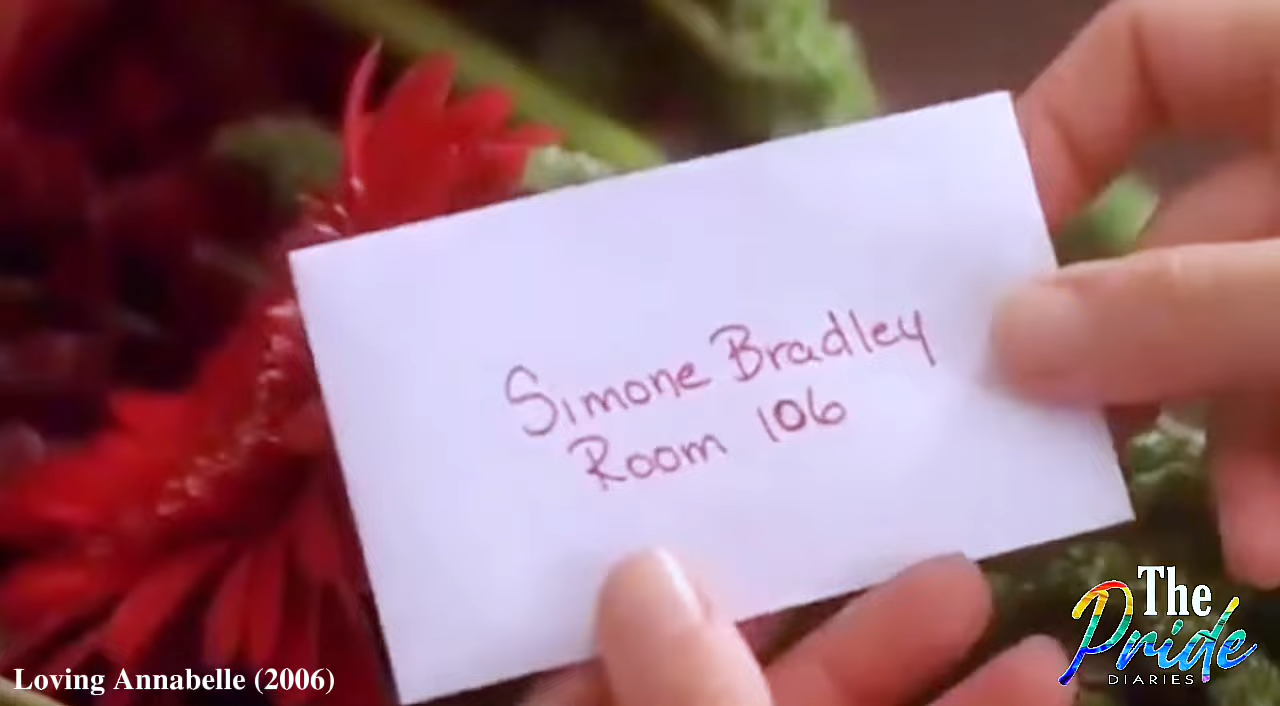 Simone Bradley
Room 106
Loving Annabelle (2006)
The
Pride
DIARIES